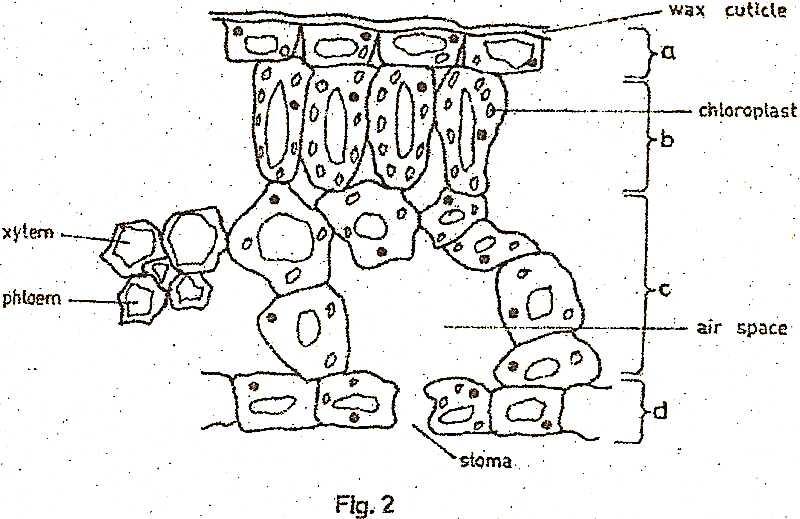 wax cuticle
a
chloroplast
b
xylem
phloem
c
air space
d
stoma
Fig. 2